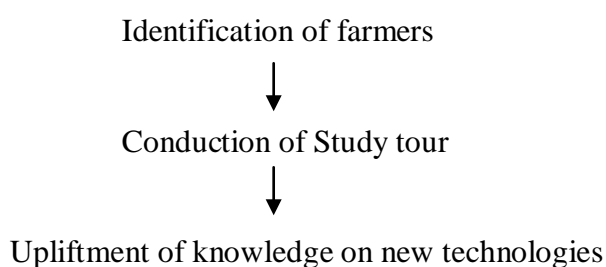 Identification of farmers
Conduction of Study tour
Upliftment of knowledge on new technologies